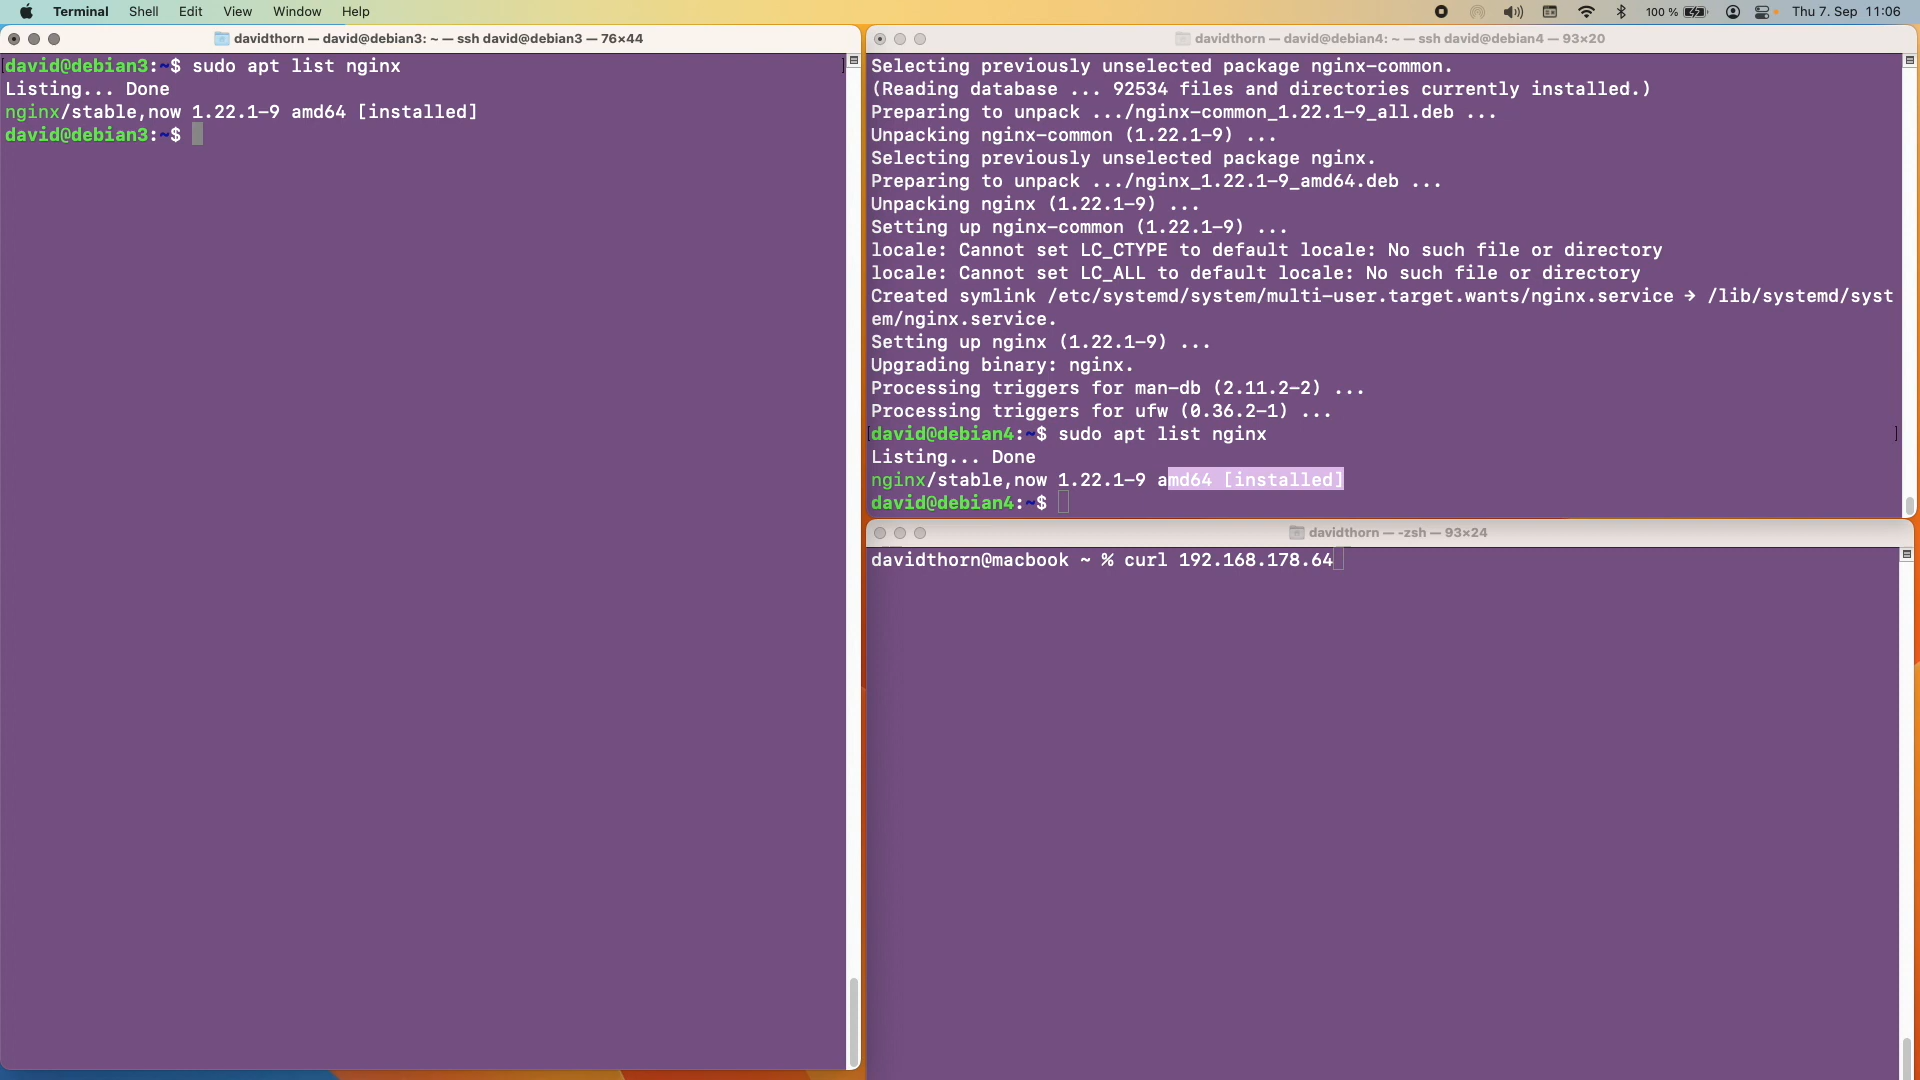 Terminal Shell Edit View Window Help 100 % Thu 7. Sep 11:06
davidthorn — david@debian3: ~ — ssh david@debian3 — 76×44
[david@debian3:~$ sudo apt list nginx ]
Listing... Done
nginx/stable,now 1.22.1-9 amd64 [installed]
david@debian3:~$
davidthorn — david@debian4: ~ — ssh david@debian4 — 93×20
Selecting previously unselected package nginx-common.
(Reading database ... 92534 files and directories currently installed.)
Preparing to unpack .../nginx-common_1.22.1-9_all.deb ...
Unpacking nginx-common (1.22.1-9) ...
Selecting previously unselected package nginx.
Preparing to unpack .../nginx_1.22.1-9_amd64.deb ...
Unpacking nginx (1.22.1-9) ...
Setting up nginx-common (1.22.1-9) ...
locale: Cannot set LC_CTYPE to default locale: No such file or directory
locale: Cannot set LC_ALL to default locale: No such file or directory
Created symlink /etc/systemd/system/multi-user.target.wants/nginx.service → /lib/systemd/syst
em/nginx.service.
Setting up nginx (1.22.1-9) ...
Upgrading binary: nginx.
Processing triggers for man-db (2.11.2-2) ...
Processing triggers for ufw (0.36.2-1) ...
[david@debian4:~$ sudo apt list nginx ]
Listing... Done
nginx/stable,now 1.22.1-9 amd64 [installed]
david@debian4:~$
davidthorn — -zsh — 93×24
davidthorn@macbook ~ % curl 192.168.178.64